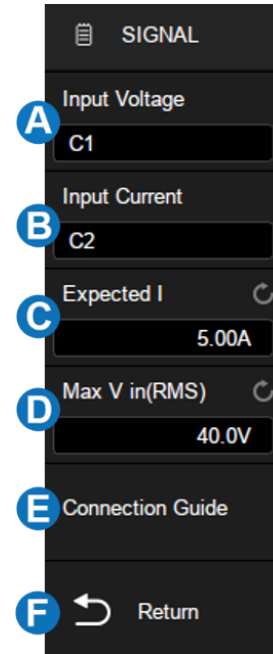 SIGNAL
Input Voltage
A
C1
Input Current
B
C2
Expected I
C
5.00A
Max V in(RMS)
D
40.0V
E Connection Guide
F Return